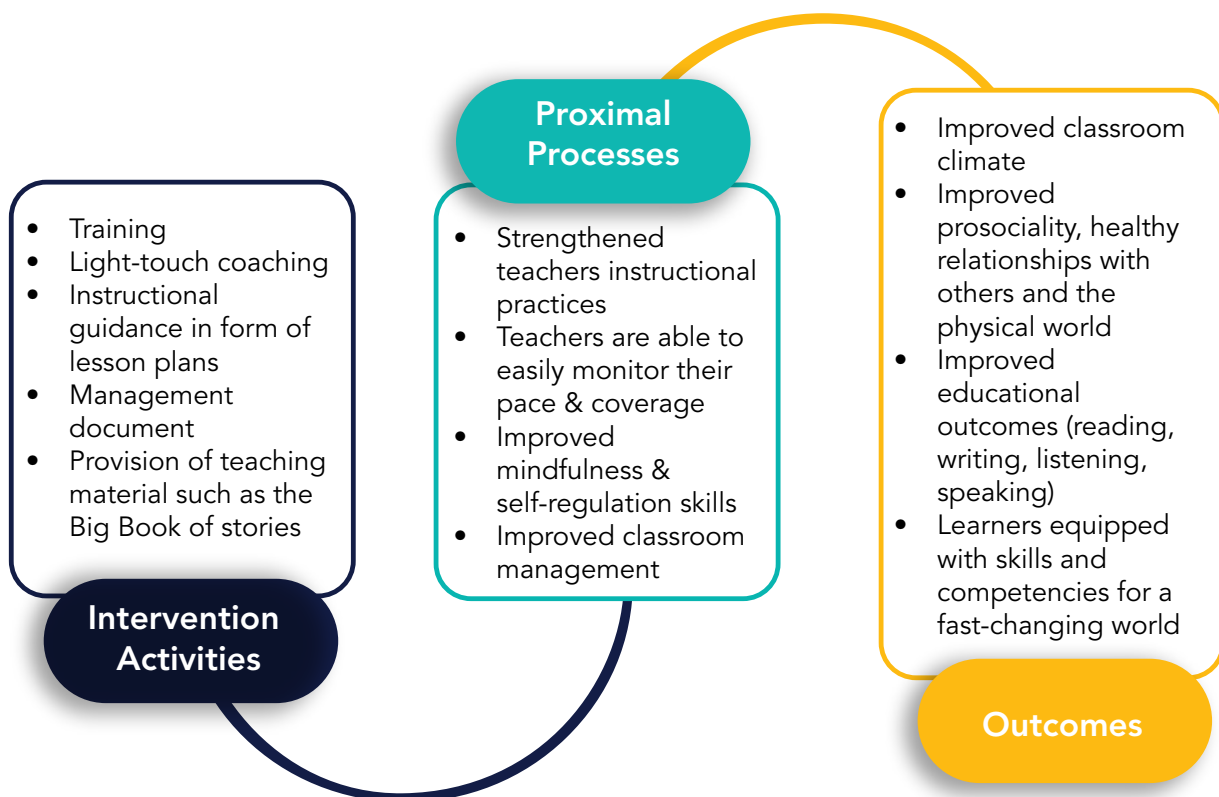 • Training
• Light-touch coaching
• Instructional
guidance in form of
lesson plans
• Management
document
• Provision of teaching
material such as the
Big Book of stories
Intervention
Activities
Proximal
Processes
• Strengthened
teachers instructional
practices
• Teachers are able to
easily monitor their
pace & coverage
• Improved
mindfulness &
self-regulation skills
• Improved classroom
management
• Improved classroom
climate
• Improved
prosociality, healthy
relationships with
others and the
physical world
• Improved
educational
outcomes (reading,
writing, listening,
speaking)
• Learners equipped
with skills and
competencies for a
fast-changing world
Outcomes